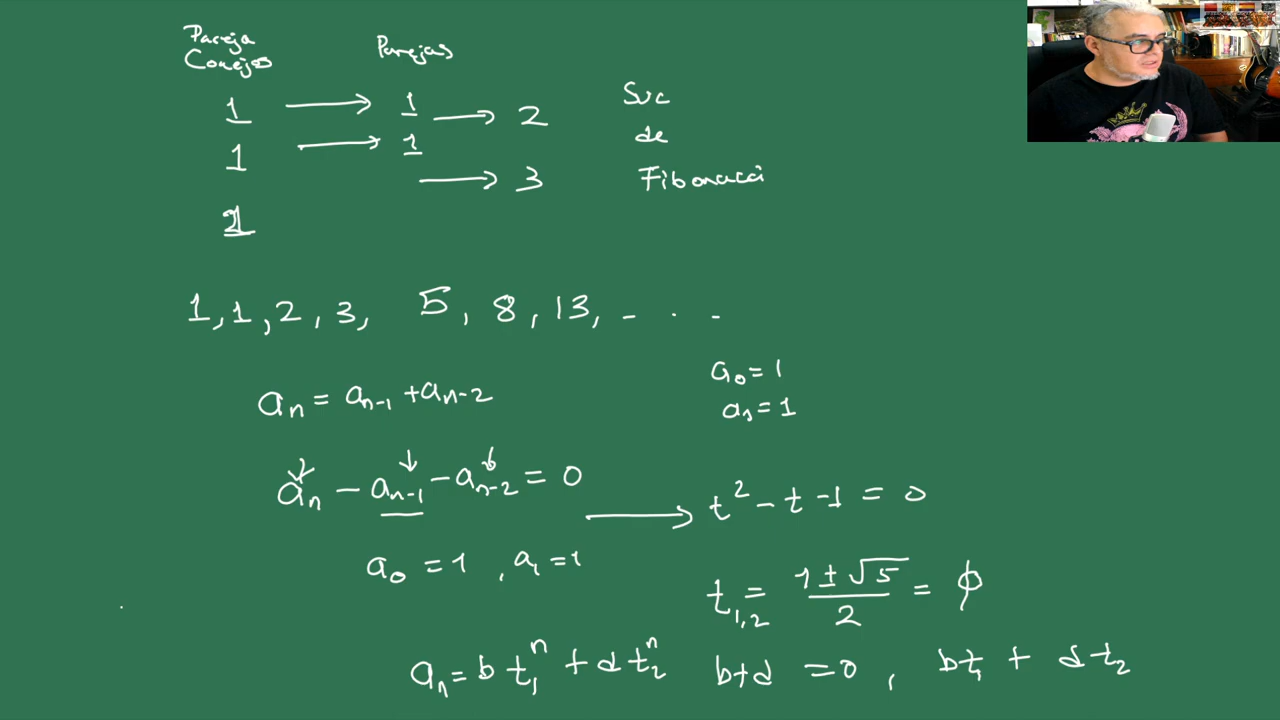 Pareja Parejas
Conejos
1 → 1 → 2 Suc
1 → 1 de
→ 3 Fibonacci
1
1, 1, 2, 3, 5, 8, 13, - . -
a₀ = 1
aₙ = aₙ₋₁ + aₙ₋₂ a₁ = 1
aₙ - aₙ₋₁ - aₙ₋₂ = 0 → t² - t - 1 = 0
a₀ = 1, a₁ = 1
t₁,₂ = (1 ± √5)/2 = ϕ
aₙ = b t₁ⁿ + d t₂ⁿ b+d = 0, bt₁ + dt₂